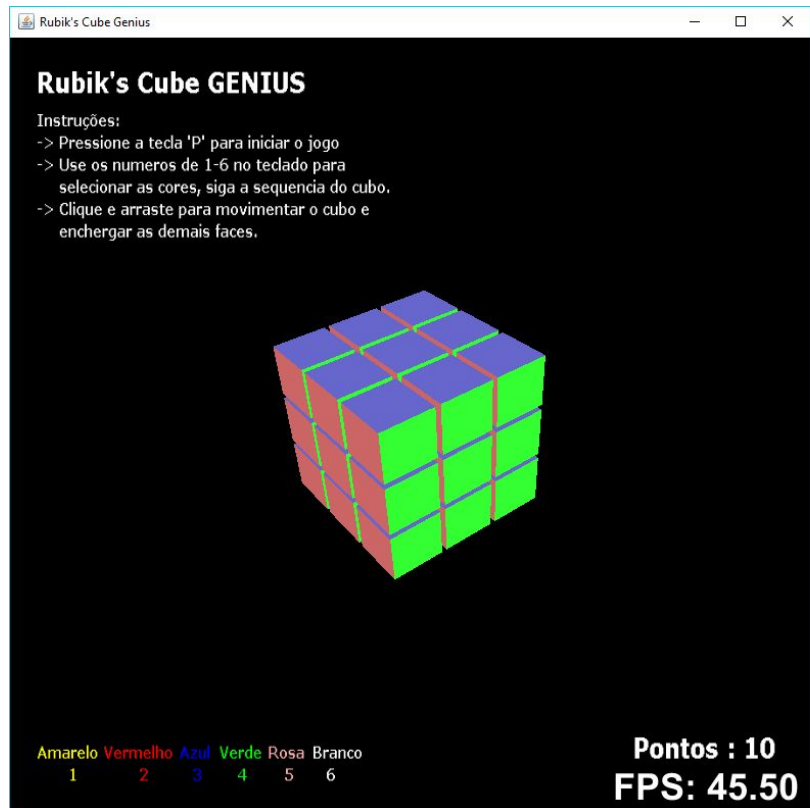 Rubik's Cube Genius
Rubik's Cube GENIUS
Instruções:
-> Pressione a tecla 'P' para iniciar o jogo
-> Use os numeros de 1-6 no teclado para
selecionar as cores, siga a sequencia do cubo.
-> Clique e arraste para movimentar o cubo e
enchergar as demais faces.
Amarelo Vermelho Azul Verde Rosa Branco
1 2 3 4 5 6
Pontos : 10
FPS: 45.50